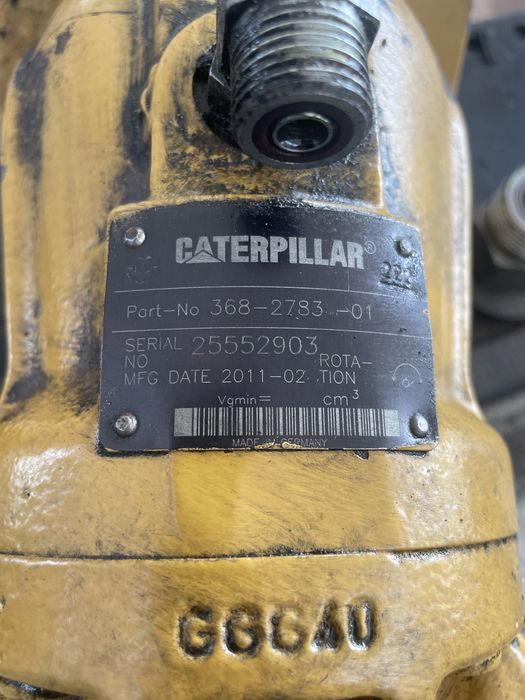 CATERPILLAR®
Part-No 368-2783 -01
SERIAL 25552903
NO ROTA-
MFG DATE 2011-02 TION
Vgmin= cm³
MADE IN GERMANY